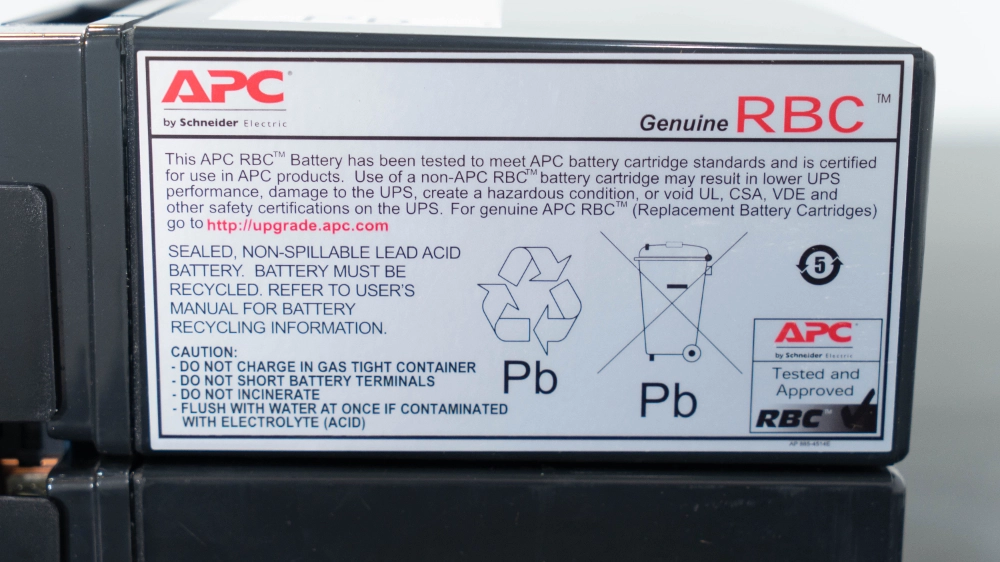 APC
by Schneider Electric
Genuine RBC™
This APC RBC™ Battery has been tested to meet APC battery cartridge standards and is certified
for use in APC products. Use of a non-APC RBC™ battery cartridge may result in lower UPS
performance, damage to the UPS, create a hazardous condition, or void UL, CSA, VDE and
other safety certifications on the UPS. For genuine APC RBC™ (Replacement Battery Cartridges)
go to http://upgrade.apc.com
SEALED, NON-SPILLABLE LEAD ACID
BATTERY. BATTERY MUST BE
RECYCLED. REFER TO USER'S
MANUAL FOR BATTERY
RECYCLING INFORMATION.
CAUTION:
- DO NOT CHARGE IN GAS TIGHT CONTAINER
- DO NOT SHORT BATTERY TERMINALS
- DO NOT INCINERATE
- FLUSH WITH WATER AT ONCE IF CONTAMINATED
WITH ELECTROLYTE (ACID)
Pb
Pb
5
APC
by Schneider Electric
Tested and
Approved
RBC™